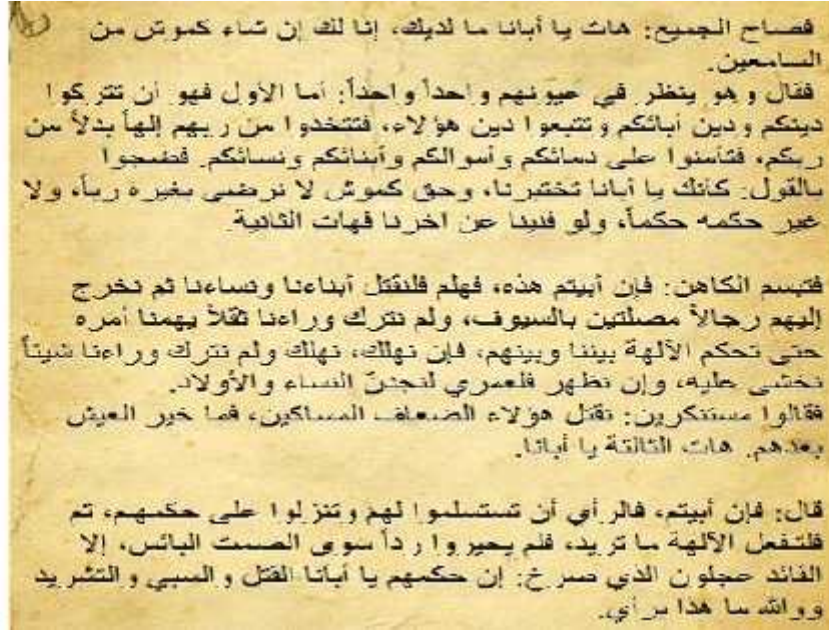 فصاح الجميع: هات يا أبانا ما لديك، إنا لك إن شاء كموش من
السامعين.
فقال وهو ينظر في عيونهم واحداً واحداً: أما الأول فهو أن تتركوا
دينكم ودين أبائكم وتتبعوا دين هؤلاء، فتتخدوا من ربهم إلهاً بدلاً من
ربكم، فتأمنوا على دمائكم وأموالكم وأبنائكم ونسائكم. فضجوا
بالقول: كأنك يا أبانا تختبرنا، وحق كموش لا نرضى بغيره رباً، ولا
غير حكمه حكماً، ولو فنينا عن اخرنا فهات الثانية.
فتبسم الكاهن: فإن أبيتم هذه، فهلم فلنقتل أبناءنا ونساءنا ثم نخرج
إليهم رجالاً مصلتين بالسيوف، ولم نترك وراءنا ثقلاً يهمنا أمره
حتى تحكم الآلهة بيننا وبينهم، فإن نهلك، نهلك ولم نترك وراءنا شيئاً
نخشى عليه، وإن نظهر فلعمري لنجدنّ النساء والأولاد.
فقالوا مستنكرين: نقتل هؤلاء الضعاف المساكين، فما خير العيش
بعدهم. هات الثالثة يا أبانا.
قال: فإن أبيتم، فالرأي أن تستسلموا لهم وتنزلوا على حكمهم، ثم
فلتفعل الآلهة ما تريد، فلم يحيروا رداً سوى الصمت البائس، إلا
القائد عجلون الذي صرخ: إن حكمهم يا أبانا القتل والسبي والتشريد
ووالله ما هذا برأي.